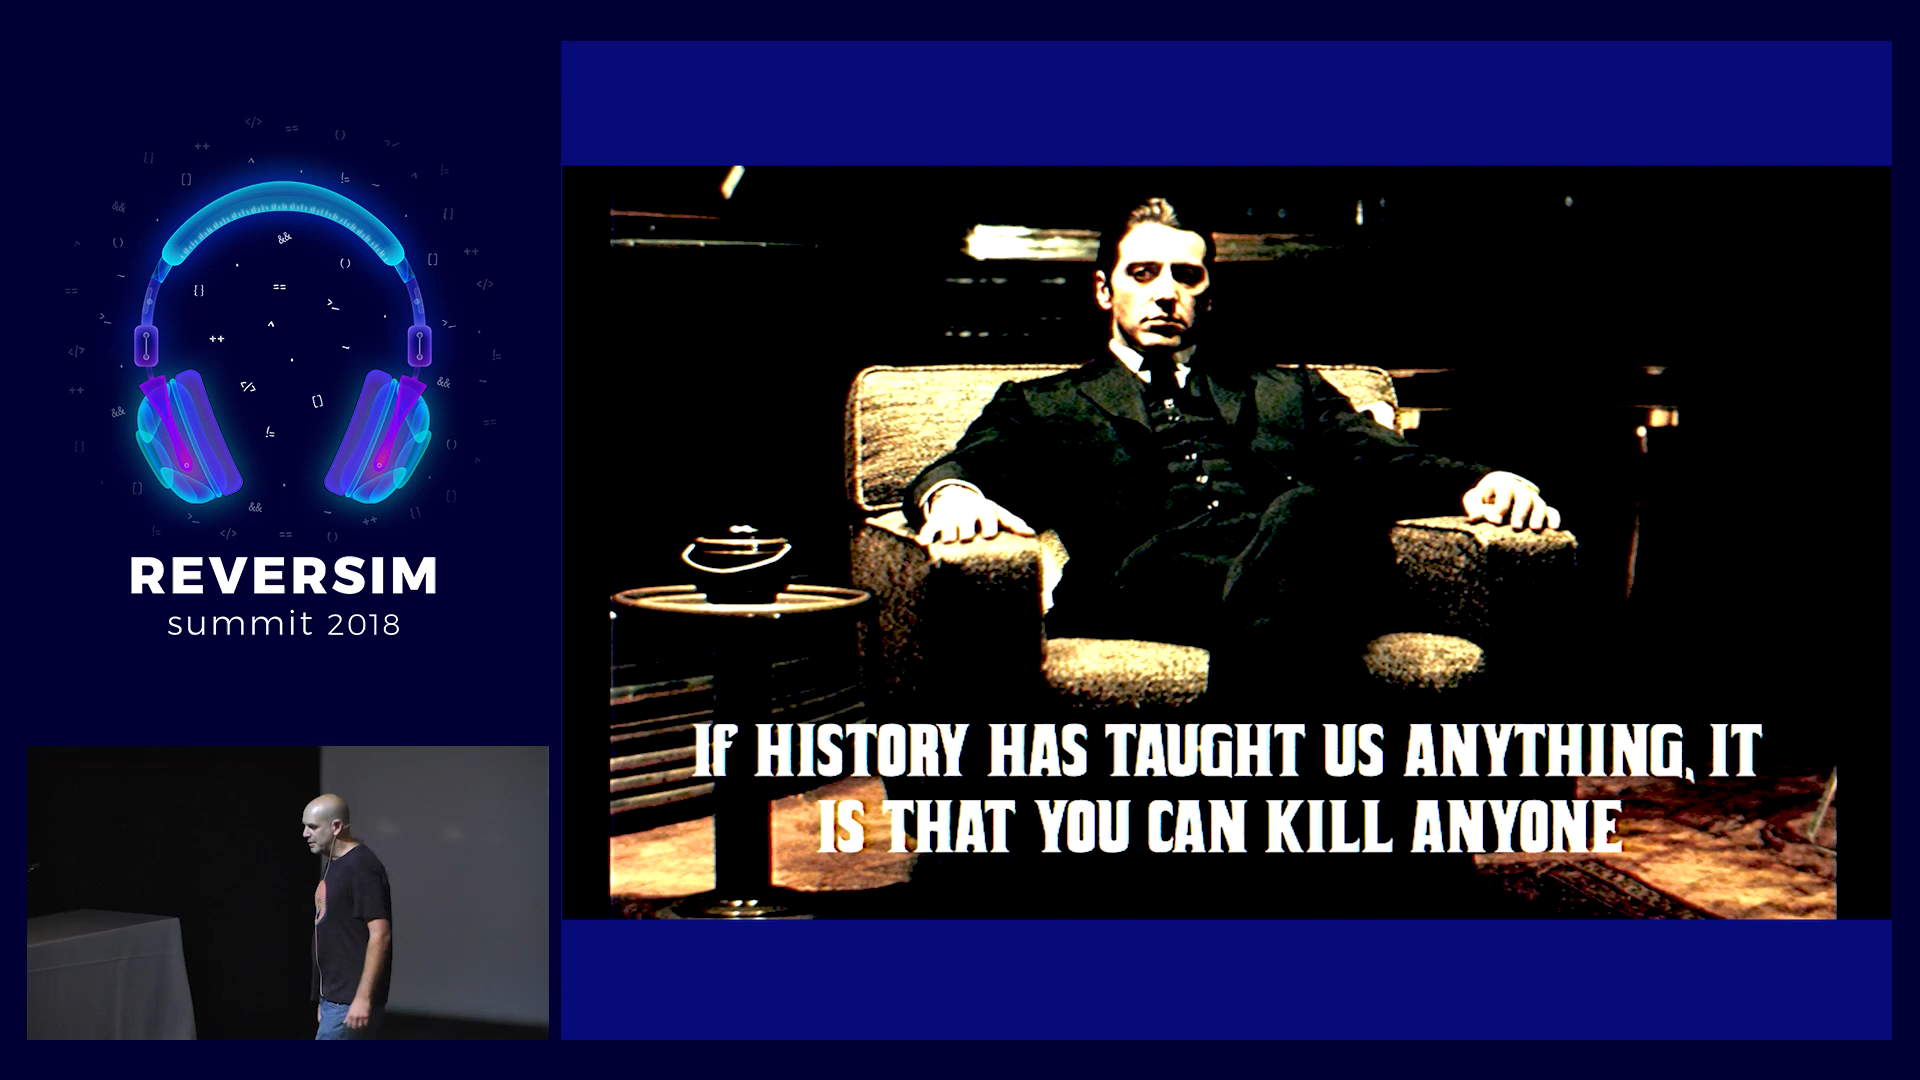 REVERSIM
summit 2018
IF HISTORY HAS TAUGHT US ANYTHING, IT
IS THAT YOU CAN KILL ANYONE